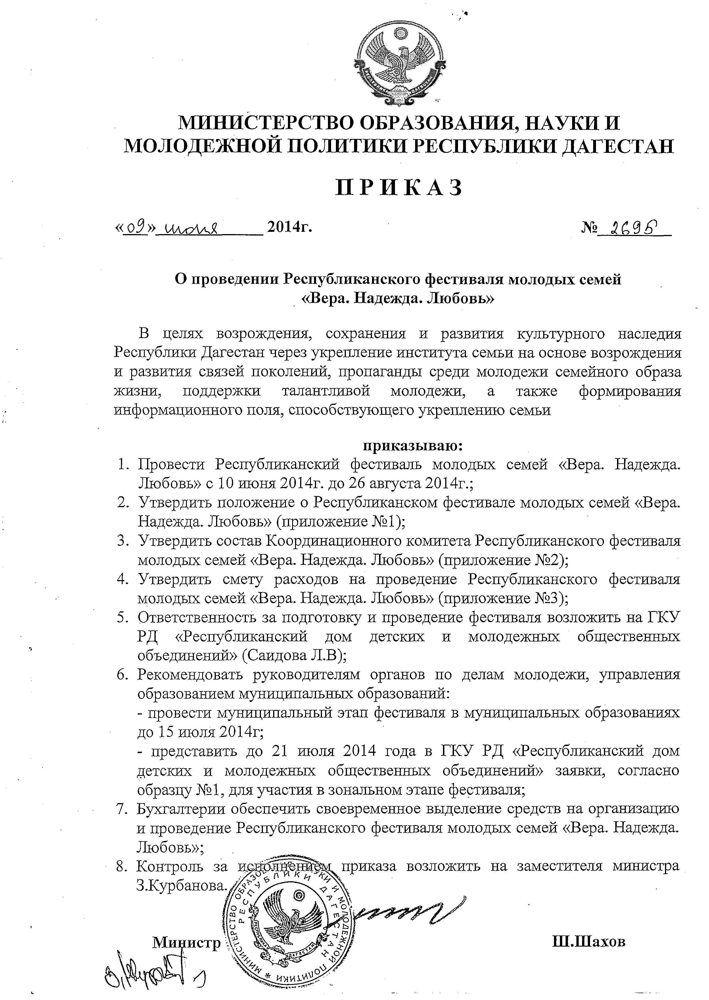 МИНИСТЕРСТВО ОБРАЗОВАНИЯ, НАУКИ И
МОЛОДЕЖНОЙ ПОЛИТИКИ РЕСПУБЛИКИ ДАГЕСТАН
П Р И К А З
«09» июня 2014г. № 2695
О проведении Республиканского фестиваля молодых семей
«Вера. Надежда. Любовь»
В целях возрождения, сохранения и развития культурного наследия
Республики Дагестан через укрепление института семьи на основе возрождения
и развития связей поколений, пропаганды среди молодежи семейного образа
жизни, поддержки талантливой молодежи, а также формирования
информационного поля, способствующего укреплению семьи
приказываю:
1. Провести Республиканский фестиваль молодых семей «Вера. Надежда.
Любовь» с 10 июня 2014г. до 26 августа 2014г.;
2. Утвердить положение о Республиканском фестивале молодых семей «Вера.
Надежда. Любовь» (приложение №1);
3. Утвердить состав Координационного комитета Республиканского фестиваля
молодых семей «Вера. Надежда. Любовь» (приложение №2);
4. Утвердить смету расходов на проведение Республиканского фестиваля
молодых семей «Вера. Надежда. Любовь» (приложение №3);
5. Ответственность за подготовку и проведение фестиваля возложить на ГКУ
РД «Республиканский дом детских и молодежных общественных
объединений» (Саидова Л.В);
6. Рекомендовать руководителям органов по делам молодежи, управления
образованием муниципальных образований:
- провести муниципальный этап фестиваля в муниципальных образованиях
до 15 июля 2014г;
- представить до 21 июля 2014 года в ГКУ РД «Республиканский дом
детских и молодежных общественных объединений» заявки, согласно
образцу №1, для участия в зональном этапе фестиваля;
7. Бухгалтерии обеспечить своевременное выделение средств на организацию
и проведение Республиканского фестиваля молодых семей «Вера. Надежда.
Любовь»;
8. Контроль за исполнением приказа возложить на заместителя министра
З.Курбанова.
МИНИСТЕРСТВО ОБРАЗОВАНИЯ НАУКИ И МОЛОДЕЖНОЙ ПОЛИТИКИ *
РЕСПУБЛИКИ ДАГЕСТАН
РЕСПУБЛИКА ДАГЕСТАН
Министр Ш.Шахов